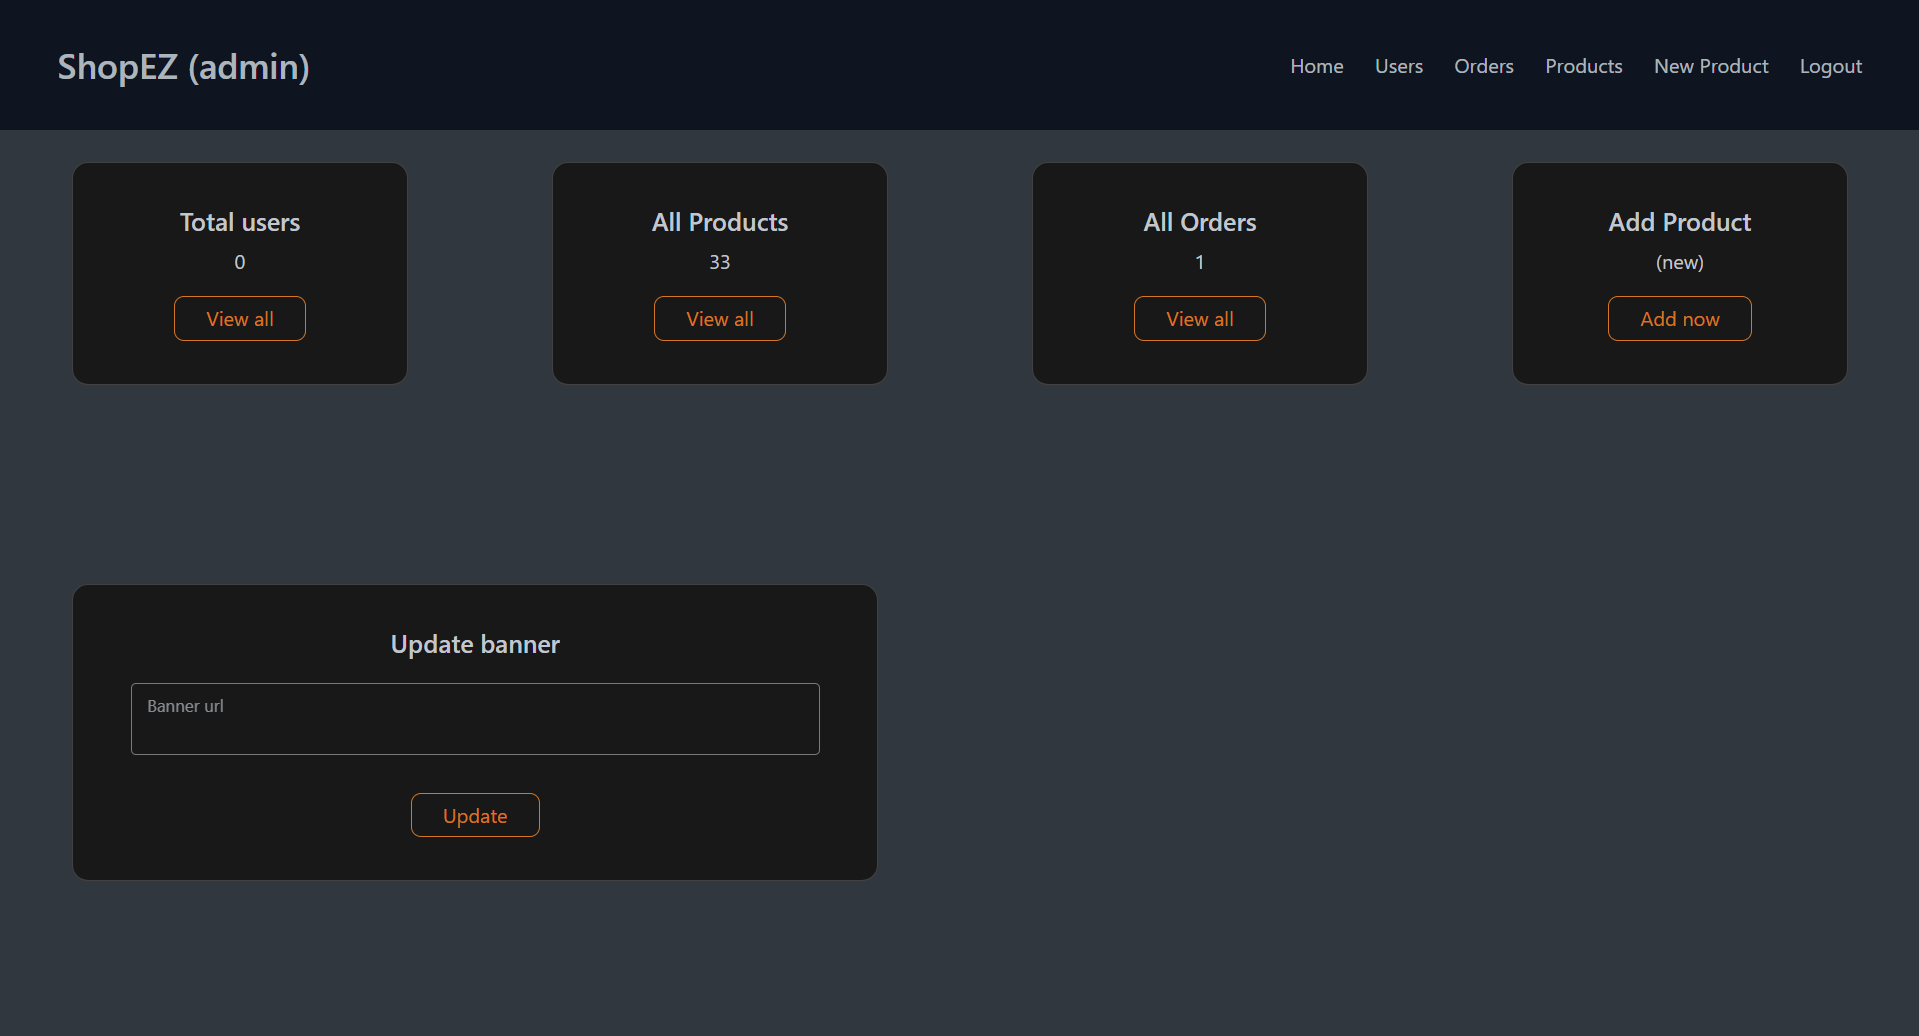 ShopEZ (admin)
Home Users Orders Products New Product Logout
Total users
0
View all
All Products
33
View all
All Orders
1
View all
Add Product
(new)
Add now
Update banner
Banner url
Update